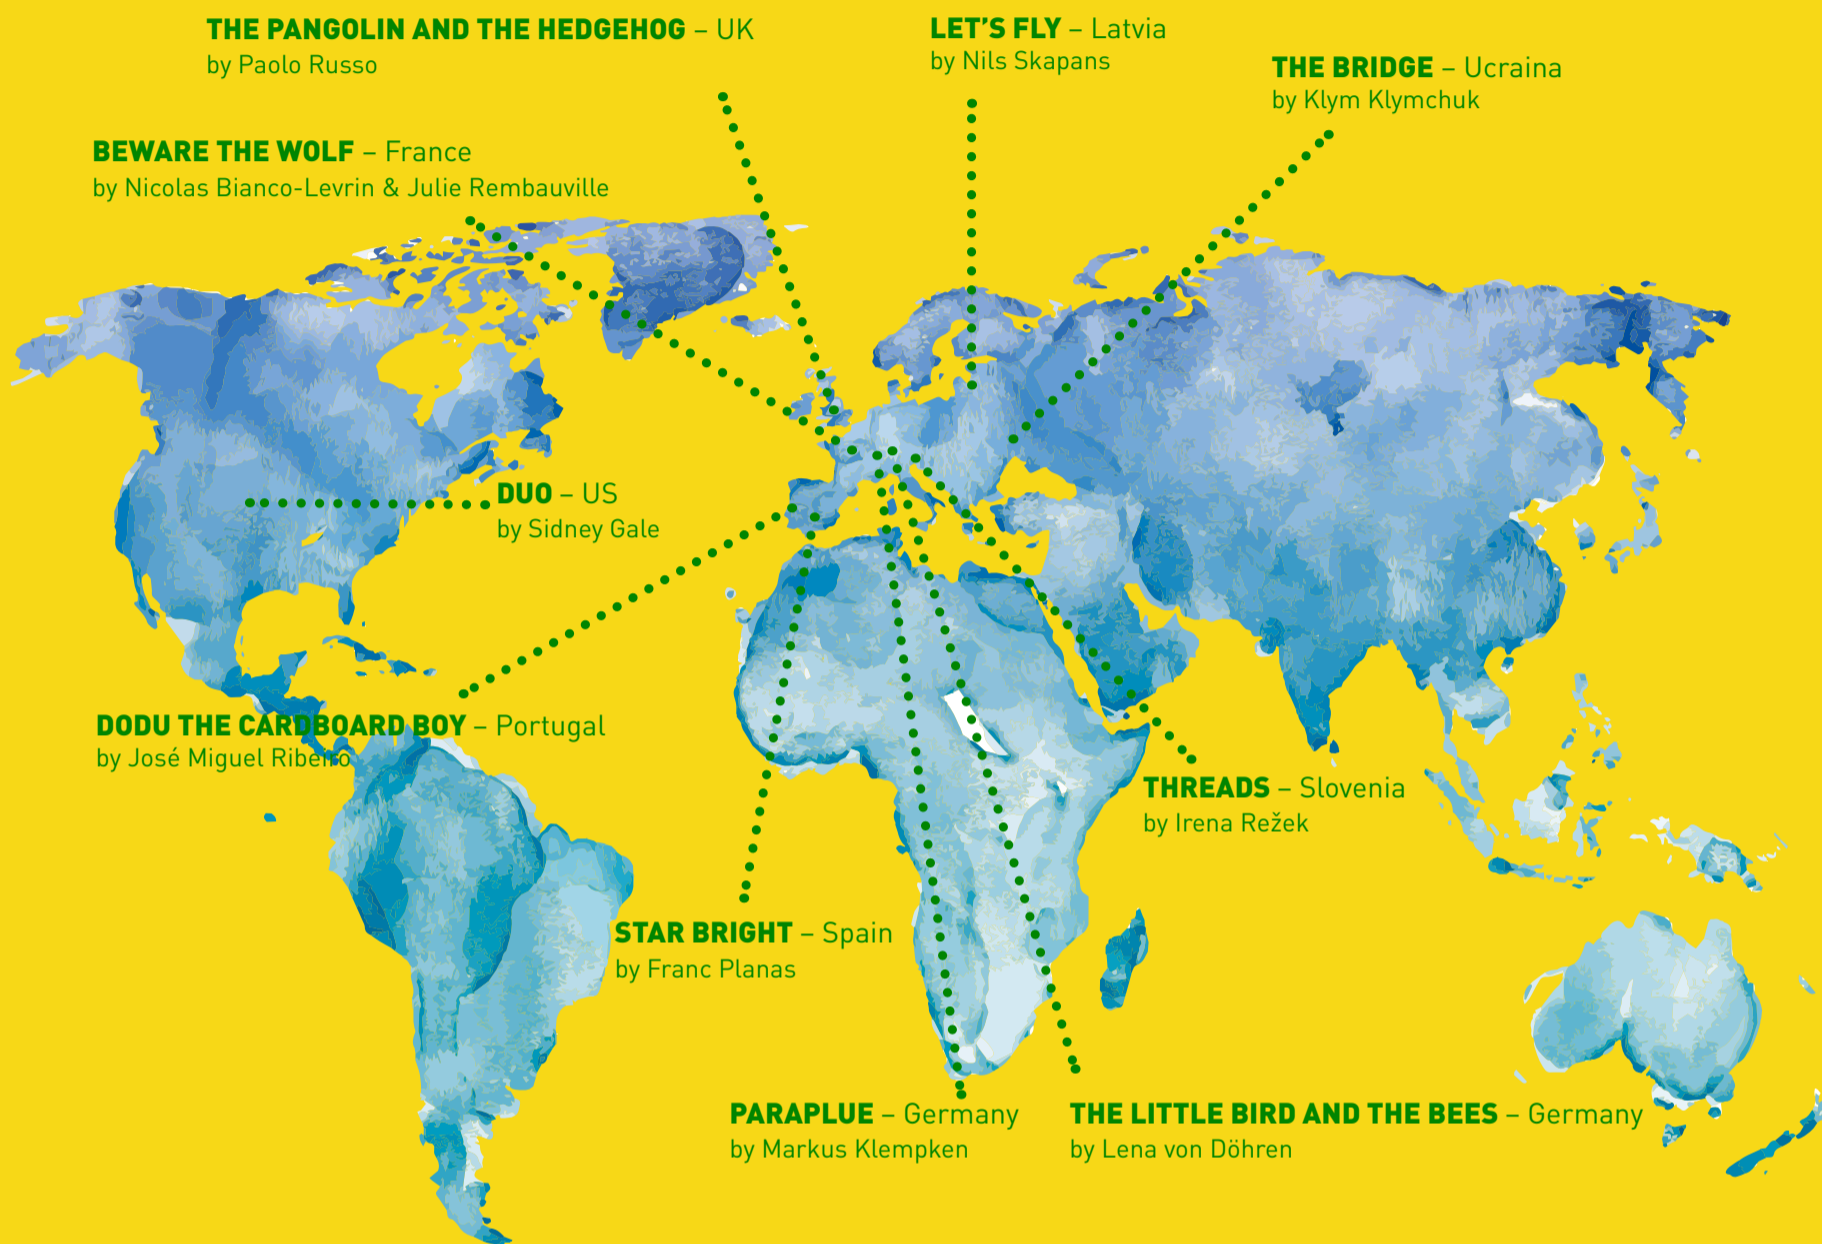 THE PANGOLIN AND THE HEDGEHOG – UK
by Paolo Russo
LET’S FLY – Latvia
by Nils Skapans
THE BRIDGE – Ucraina
by Klym Klymchuk
BEWARE THE WOLF – France
by Nicolas Bianco-Levrin & Julie Rembauville
DUO – US
by Sidney Gale
DODU THE CARDBOARD BOY – Portugal
by José Miguel Ribeiro
THREADS – Slovenia
by Irena Režek
STAR BRIGHT – Spain
by Franc Planas
PARAPLUE – Germany
by Markus Klempken
THE LITTLE BIRD AND THE BEES – Germany
by Lena von Döhren